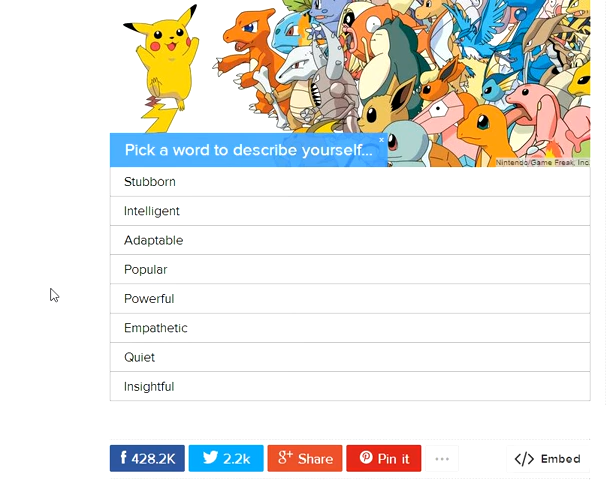 Nintendo/Game Freak, Inc.
Pick a word to describe yourself...
Stubborn
Intelligent
Adaptable
Popular
Powerful
Empathetic
Quiet
Insightful
f 428.2K 2.2k g+ Share Pin it ... </> Embed